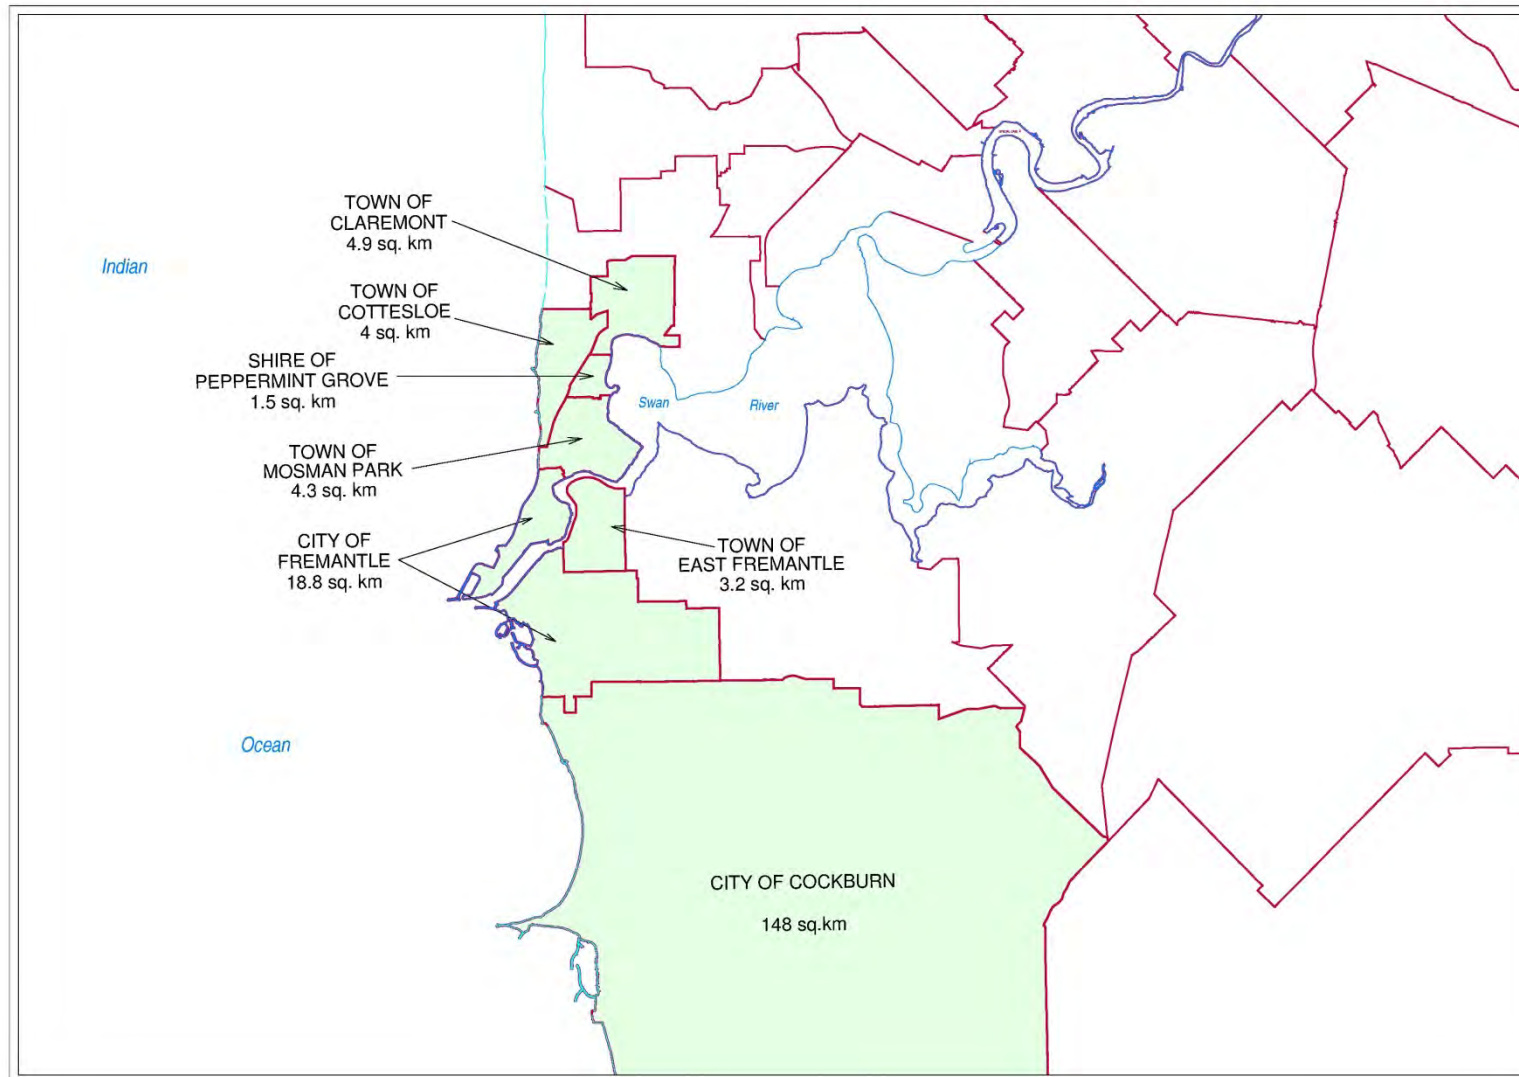 TOWN OF
CLAREMONT
4.9 sq. km
Indian
TOWN OF
COTTESLOE
4 sq. km
SHIRE OF
PEPPERMINT GROVE
1.5 sq. km
Swan
River
TOWN OF
MOSMAN PARK
4.3 sq. km
CITY OF
FREMANTLE
18.8 sq. km
TOWN OF
EAST FREMANTLE
3.2 sq. km
Ocean
CITY OF COCKBURN
148 sq.km